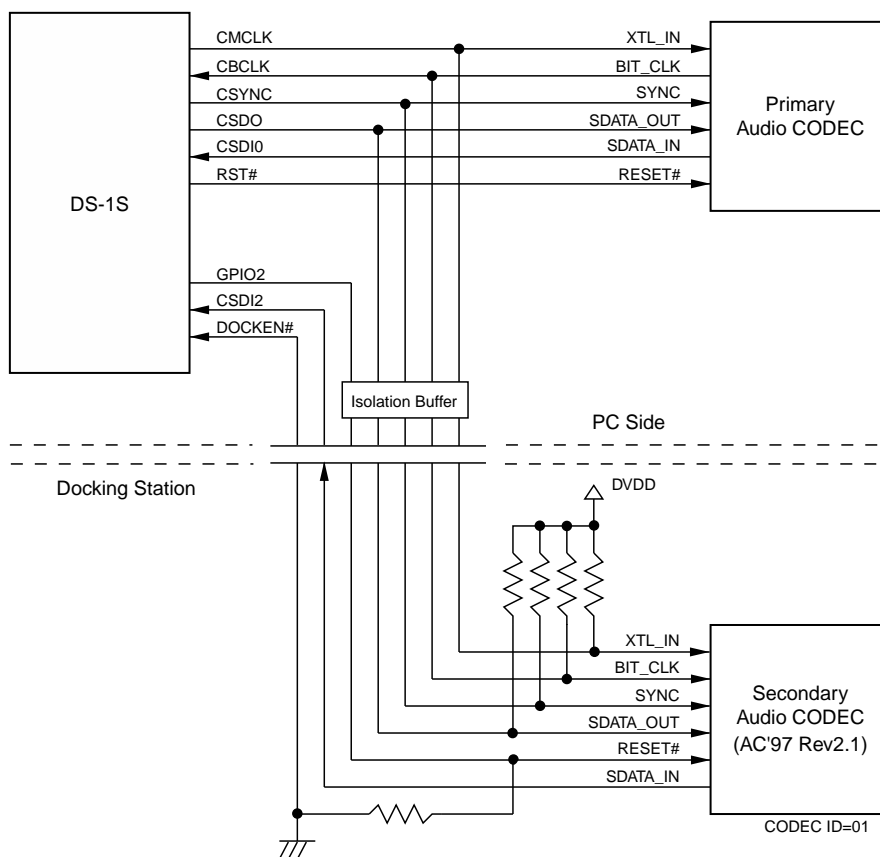 CMCLK
XTL_IN
CBCLK
BIT_CLK
CSYNC
SYNC
CSDO
SDATA_OUT
CSDI0
SDATA_IN
RST#
RESET#
DS-1S
Primary
Audio CODEC
GPIO2
CSDI2
DOCKEN#
Isolation Buffer
PC Side
Docking Station
DVDD
XTL_IN
BIT_CLK
SYNC
SDATA_OUT
RESET#
SDATA_IN
Secondary
Audio CODEC
(AC'97 Rev2.1)
CODEC ID=01